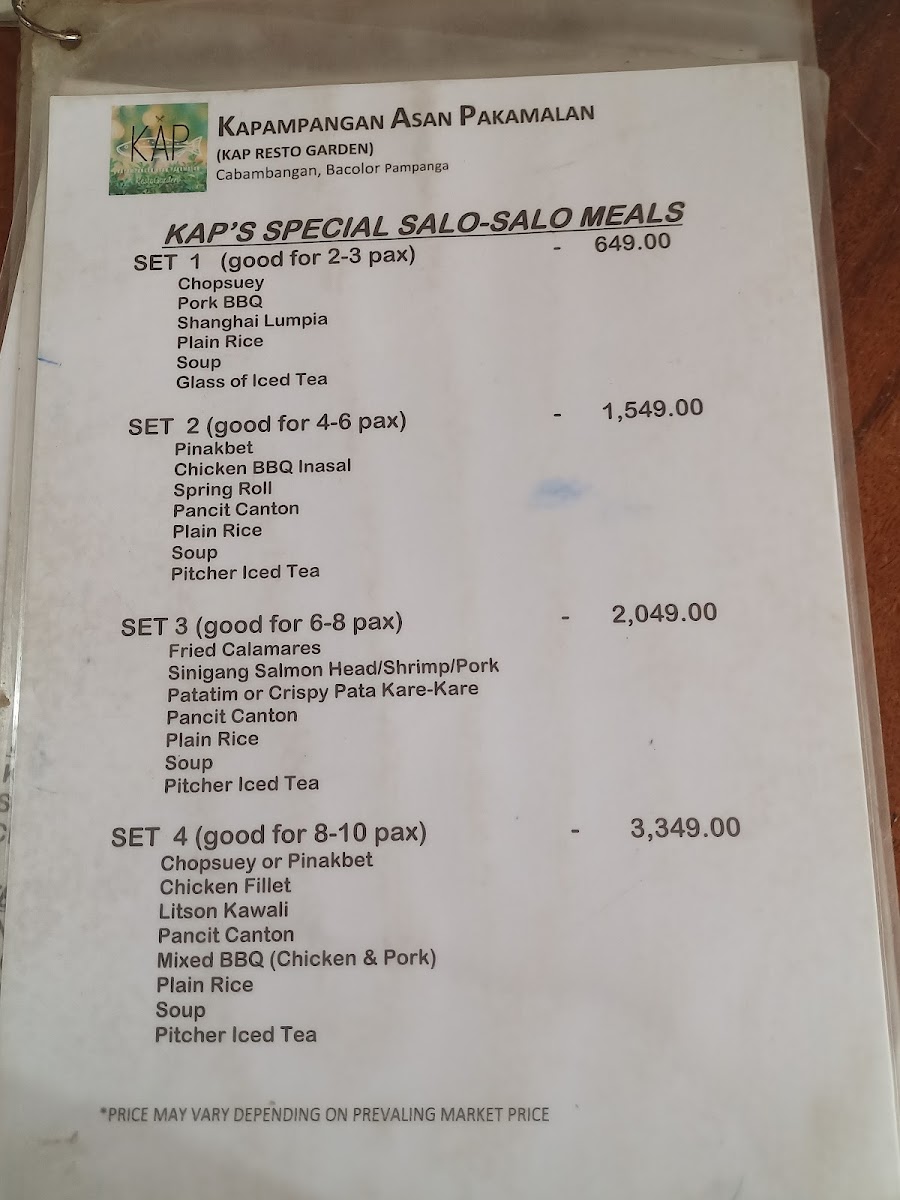 KAP
KAPAMPANGAN ASAN PAKAMALAN
(KAP RESTO GARDEN)
Cabambangan, Bacolor Pampanga
KAP'S SPECIAL SALO-SALO MEALS
SET 1 (good for 2-3 pax) - 649.00
Chopsuey
Pork BBQ
Shanghai Lumpia
Plain Rice
Soup
Glass of Iced Tea
SET 2 (good for 4-6 pax) - 1,549.00
Pinakbet
Chicken BBQ Inasal
Spring Roll
Pancit Canton
Plain Rice
Soup
Pitcher Iced Tea
SET 3 (good for 6-8 pax) - 2,049.00
Fried Calamares
Sinigang Salmon Head/Shrimp/Pork
Patatim or Crispy Pata Kare-Kare
Pancit Canton
Plain Rice
Soup
Pitcher Iced Tea
SET 4 (good for 8-10 pax) - 3,349.00
Chopsuey or Pinakbet
Chicken Fillet
Litson Kawali
Pancit Canton
Mixed BBQ (Chicken & Pork)
Plain Rice
Soup
Pitcher Iced Tea
*PRICE MAY VARY DEPENDING ON PREVALING MARKET PRICE